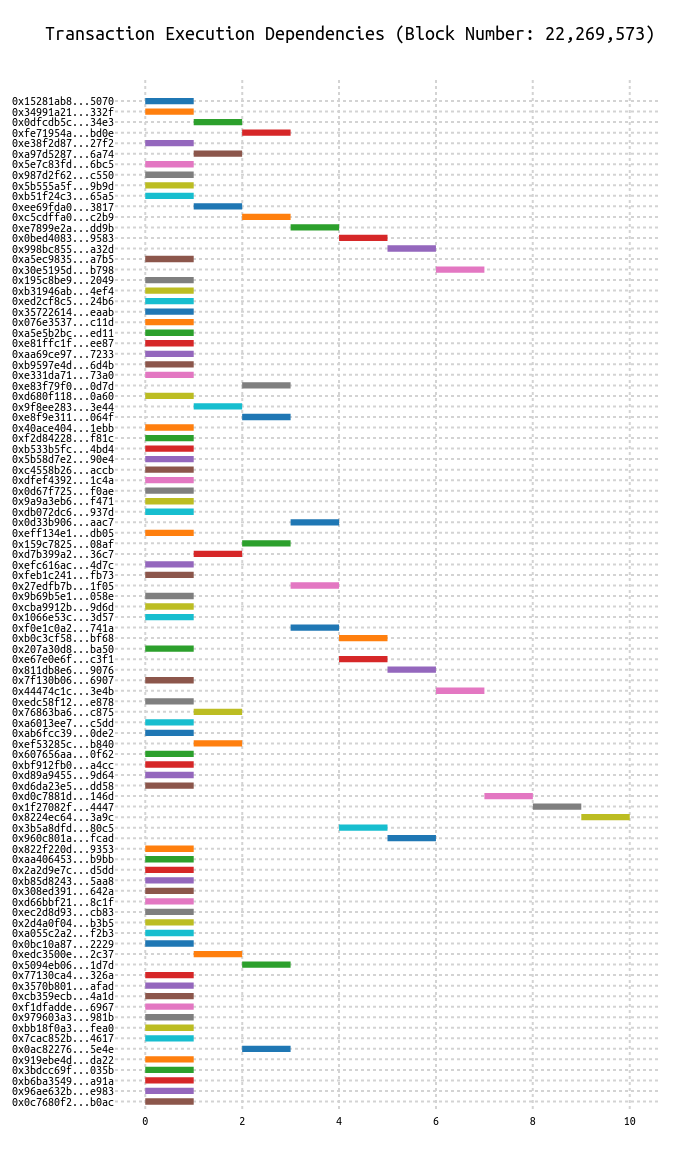 Transaction Execution Dependencies (Block Number: 22,269,573)
0x15281ab8...5070
0x34991a21...332f
0x0dfcdb5c...34e3
0xfe71954a...bd0e
0xe38f2d87...27f2
0xa97d5287...6a74
0x5e7c83fd...6bc5
0x987d2f62...c550
0x5b555a5f...9b9d
0xb51f24c3...65a5
0xee69fda0...3817
0xc5cdffa0...c2b9
0xe7899e2a...dd9b
0x0bed4083...9583
0x998bc855...a32d
0xa5ec9835...a7b5
0x30e5195d...b798
0x195c8be9...2049
0xb31946ab...4ef4
0xed2cf8c5...24b6
0x35722614...eaab
0x076e3537...c11d
0xa5e5b2bc...ed11
0xe81ffc1f...ee87
0xaa69ce97...7233
0xb9597e4d...6d4b
0xe331da71...73a0
0xe83f79f0...0d7d
0xd680f118...0a60
0x9f8ee283...3e44
0xe8f9e311...064f
0x40ace404...1ebb
0xf2d84228...f81c
0xb533b5fc...4bd4
0x5b58d7e2...90e4
0xc4558b26...accb
0xdfef4392...1c4a
0x0d67f725...f0ae
0x9a9a3eb6...f471
0xdb072dc6...937d
0x0d33b906...aac7
0xeff134e1...db05
0x159c7825...08af
0xd7b399a2...36c7
0xefc616ac...4d7c
0xfeb1c241...fb73
0x27edfb7b...1f05
0x9b69b5e1...058e
0xcba9912b...9d6d
0x1066e53c...3d57
0xf0e1c0a2...741a
0xb0c3cf58...bf68
0x207a30d8...ba50
0xe67e0e6f...c3f1
0x811db8e6...9076
0x7f130b06...6907
0x44474c1c...3e4b
0xedc58f12...e878
0x76863ba6...c875
0xa6013ee7...c5dd
0xab6fcc39...0de2
0xef53285c...b840
0x607656aa...0f62
0xbf912fb0...a4cc
0xd89a9455...9d64
0xd6da23e5...dd58
0xd0c7881d...146d
0x1f27082f...4447
0x8224ec64...3a9c
0x3b5a8dfd...80c5
0x960c801a...fcad
0x822f220d...9353
0xaa406453...b9bb
0x2a2d9e7c...d5dd
0xb85d8243...5aa8
0x308ed391...642a
0xd66bbf21...8c1f
0xec2d8d93...cb83
0x2d4a0f04...b3b5
0xa055c2a2...f2b3
0x0bc10a87...2229
0xedc3500e...2c37
0x5094eb06...1d7d
0x77130ca4...326a
0x3570b801...afad
0xcb359ecb...4a1d
0xf1dfadde...6967
0x979603a3...981b
0xbb18f0a3...fea0
0x7cac852b...4617
0x0ac82276...5e4e
0x919ebe4d...da22
0x3bdcc69f...035b
0xb6ba3549...a91a
0x96ae632b...e983
0x0c7680f2...b0ac
0 2 4 6 8 10